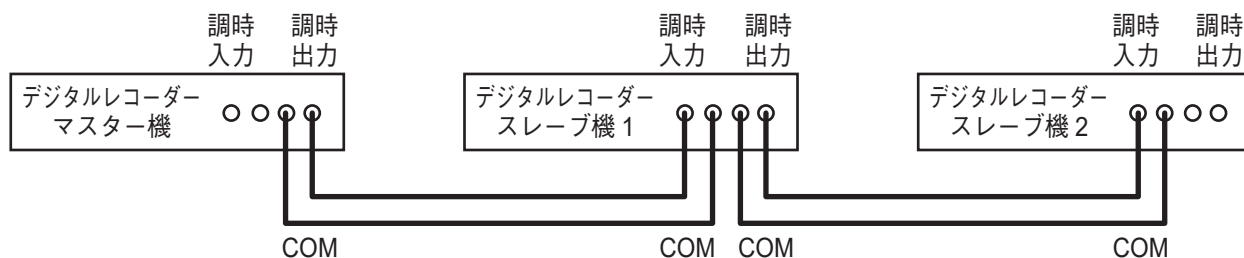 調時 調時 調時 調時 調時 調時
入力 出力 入力 出力 入力 出力
デジタルレコーダー デジタルレコーダー デジタルレコーダー
マスター機 スレーブ機 1 スレーブ機 2
COM COM COM COM